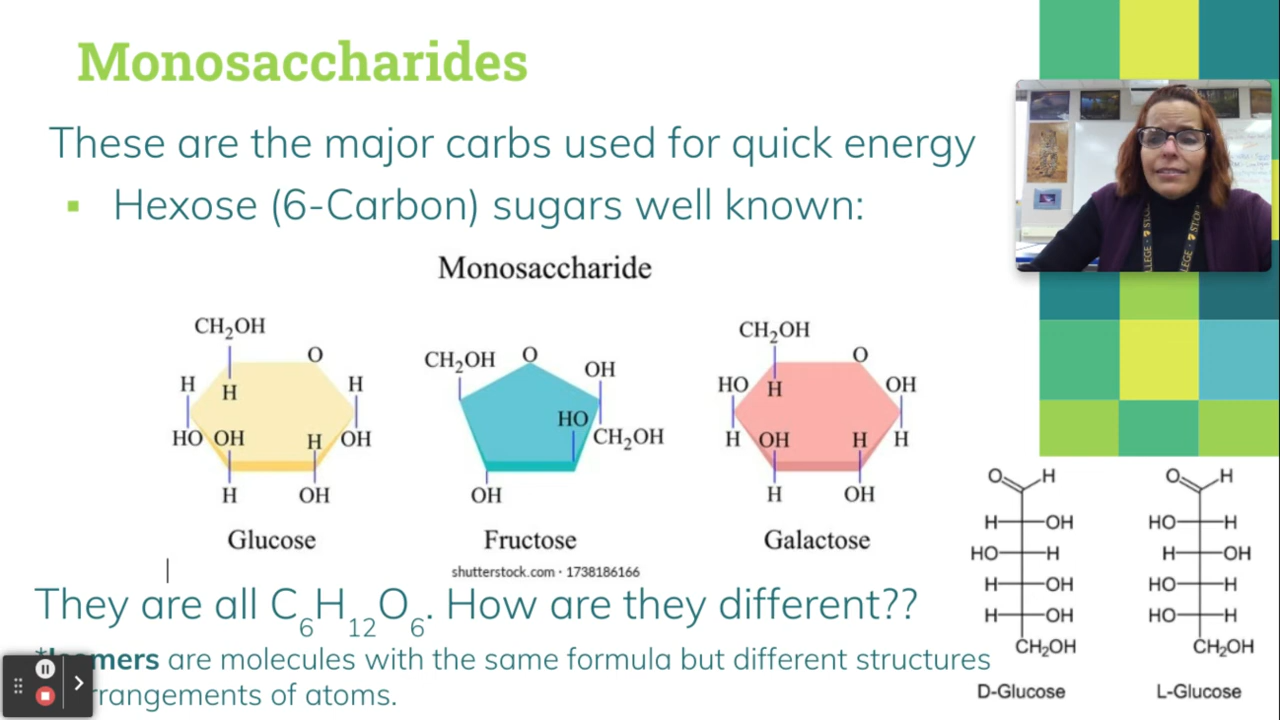 Monosaccharides
These are the major carbs used for quick energy
▪ Hexose (6-Carbon) sugars well known:
Monosaccharide
CH₂OH
O
H H H
HO OH H OH
H OH
Glucose
CH₂OH O OH
HO
CH₂OH
OH
Fructose
CH₂OH
O
HO H OH
H OH H H
H OH
Galactose
shutterstock.com · 1738186166
They are all C₆H₁₂O₆. How are they different??
*Isomers are molecules with the same formula but different structures
rrangements of atoms.
O H
H OH
HO H
H OH
H OH
CH₂OH
D-Glucose
O H
HO H
H OH
HO H
HO H
CH₂OH
L-Glucose